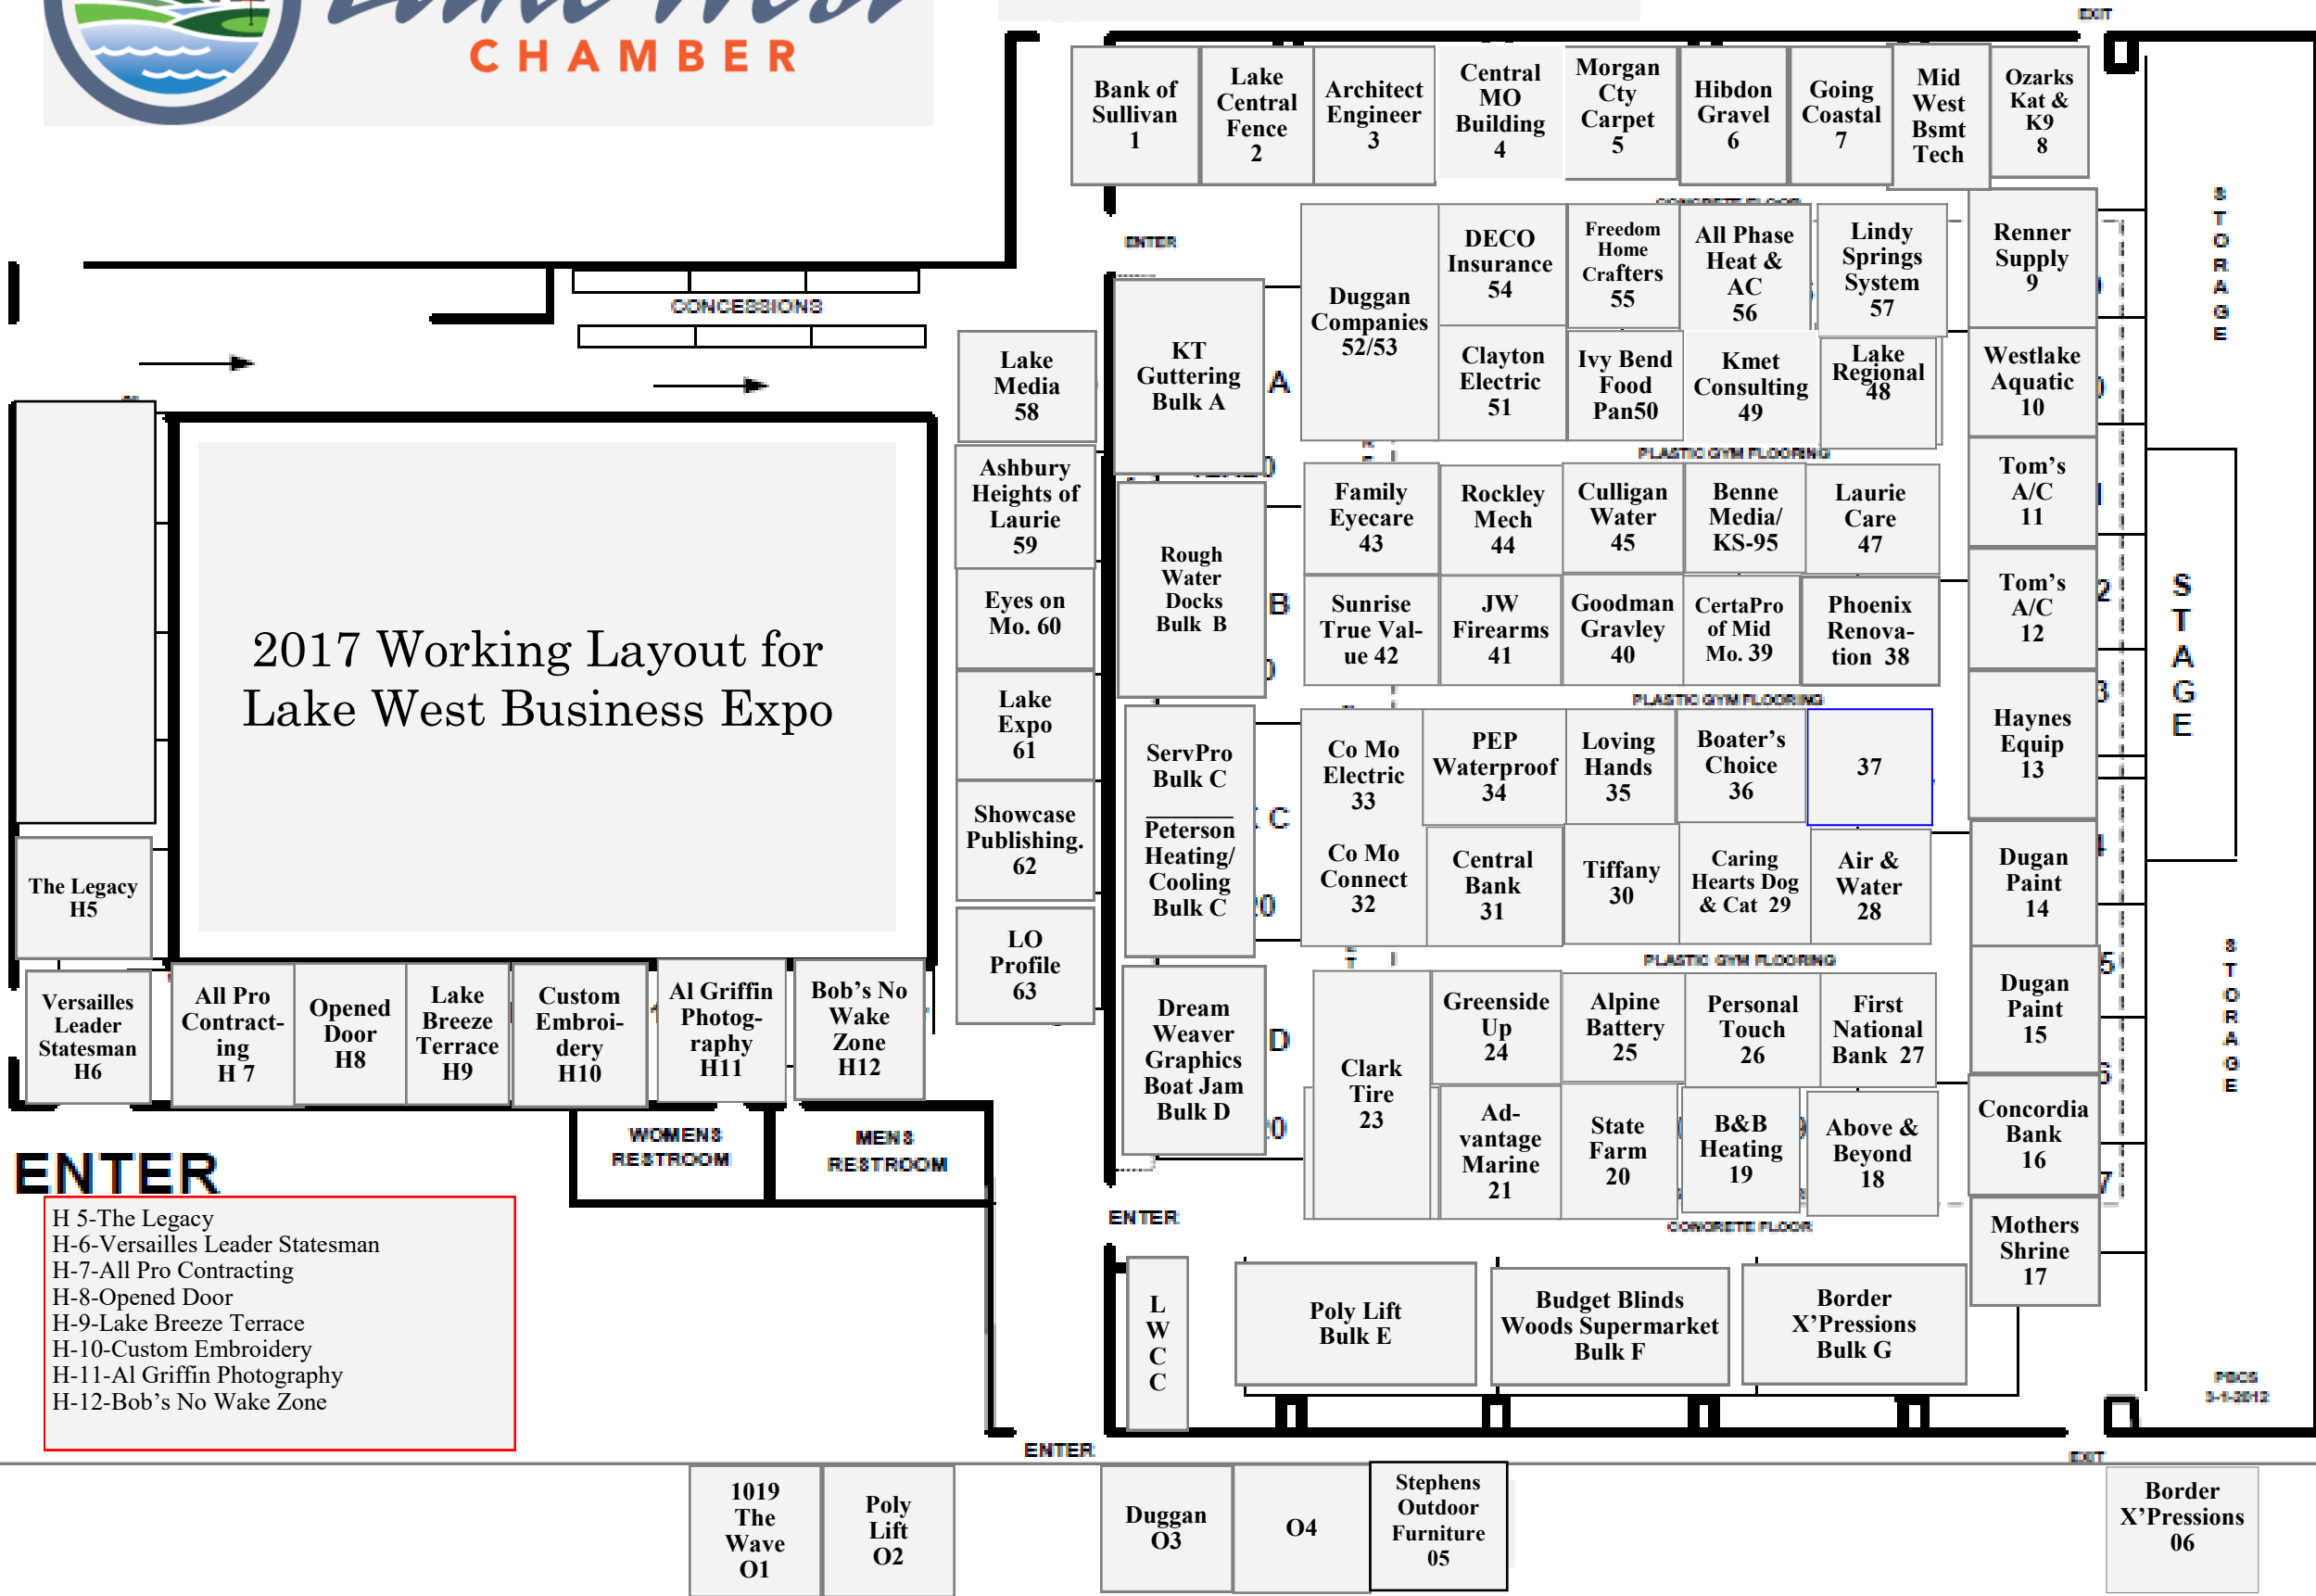 Lake West
CHAMBER
EXIT
Bank of
Sullivan
1
Lake
Central
Fence
2
Architect
Engineer
3
Central
MO
Building
4
Morgan
Cty
Carpet
5
Hibdon
Gravel
6
Going
Coastal
7
Mid
West
Bsmt
Tech
Ozarks
Kat &
K9
8
CONCRETE FLOOR
STORAGE
ENTER
CONCESSIONS
Duggan
Companies
52/53
DECO
Insurance
54
Freedom
Home
Crafters
55
All Phase
Heat &
AC
56
Lindy
Springs
System
57
Renner
Supply
9
Lake
Media
58
KT
Guttering
Bulk A
A
Clayton
Electric
51
Ivy Bend
Food
Pan50
Kmet
Consulting
49
Lake
Regional
48
Westlake
Aquatic
10
PLASTIC GYM FLOORING
Ashbury
Heights of
Laurie
59
Rough
Water
Docks
Bulk B
B
Family
Eyecare
43
Rockley
Mech
44
Culligan
Water
45
Benne
Media/
KS-95
Laurie
Care
47
Tom's
A/C
11
Eyes on
Mo. 60
Sunrise
True Val-
ue 42
JW
Firearms
41
Goodman
Gravley
40
CertaPro
of Mid
Mo. 39
Phoenix
Renova-
tion 38
Tom's
A/C
12
STAGE
2017 Working Layout for
Lake West Business Expo
PLASTIC GYM FLOORING
Lake
Expo
61
ServPro
Bulk C
Peterson
Heating/
Cooling
Bulk C
C
Co Mo
Electric
33
PEP
Waterproof
34
Loving
Hands
35
Boater's
Choice
36
37
Haynes
Equip
13
Showcase
Publishing.
62
Co Mo
Connect
32
Central
Bank
31
Tiffany
30
Caring
Hearts Dog
& Cat 29
Air &
Water
28
Dugan
Paint
14
The Legacy
H5
PLASTIC GYM FLOORING
LO
Profile
63
Dream
Weaver
Graphics
Boat Jam
Bulk D
D
Clark
Tire
23
Greenside
Up
24
Alpine
Battery
25
Personal
Touch
26
First
National
Bank 27
Dugan
Paint
15
STORAGE
Versailles
Leader
Statesman
H6
All Pro
Contract-
ing
H 7
Opened
Door
H8
Lake
Breeze
Terrace
H9
Custom
Embroi-
dery
H10
Al Griffin
Photog-
raphy
H11
Bob's No
Wake
Zone
H12
Ad-
vantage
Marine
21
State
Farm
20
B&B
Heating
19
Above &
Beyond
18
Concordia
Bank
16
WOMENS
RESTROOM
MENS
RESTROOM
ENTER
ENTER
CONCRETE FLOOR
Mothers
Shrine
17
H 5-The Legacy
H-6-Versailles Leader Statesman
H-7-All Pro Contracting
H-8-Opened Door
H-9-Lake Breeze Terrace
H-10-Custom Embroidery
H-11-Al Griffin Photography
H-12-Bob's No Wake Zone
L
W
C
C
Poly Lift
Bulk E
Budget Blinds
Woods Supermarket
Bulk F
Border
X'Pressions
Bulk G
ENTER
EXIT
1019
The
Wave
O1
Poly
Lift
O2
Duggan
O3
O4
Stephens
Outdoor
Furniture
05
Border
X'Pressions
06